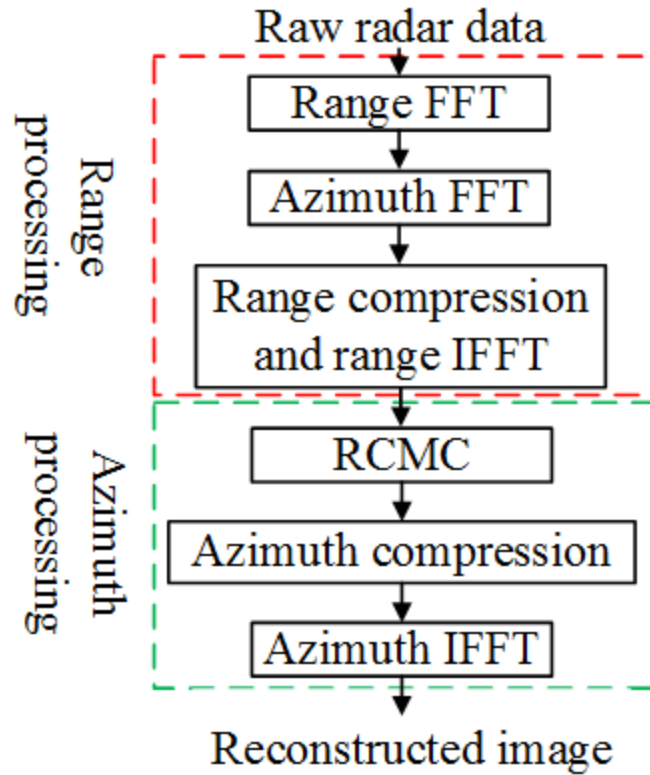 Raw radar data
Range processing
Range FFT
Azimuth FFT
Range compression
and range IFFT
Azimuth processing
RCMC
Azimuth compression
Azimuth IFFT
Reconstructed image